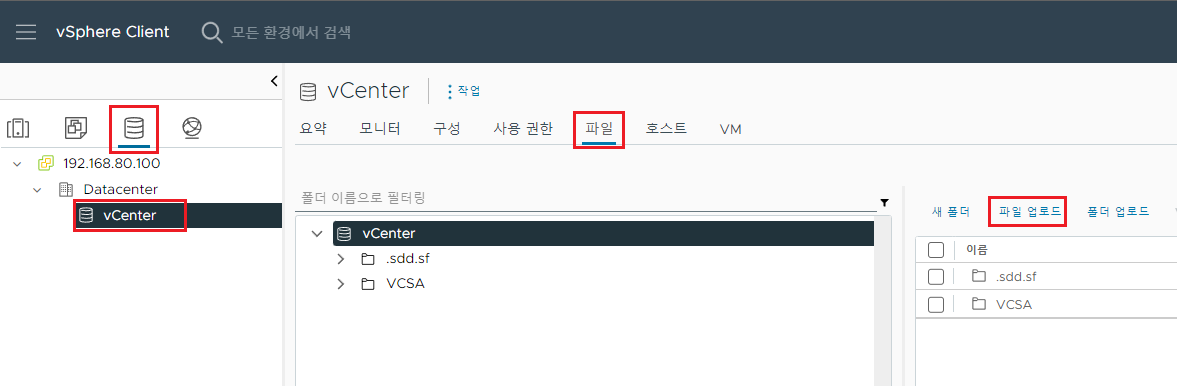 vSphere Client
모든 환경에서 검색
vCenter
작업
요약 모니터 구성 사용 권한 파일 호스트 VM
192.168.80.100
Datacenter
vCenter
폴더 이름으로 필터링
vCenter
.sdd.sf
VCSA
새 폴더 파일 업로드 폴더 업로드
이름
.sdd.sf
VCSA